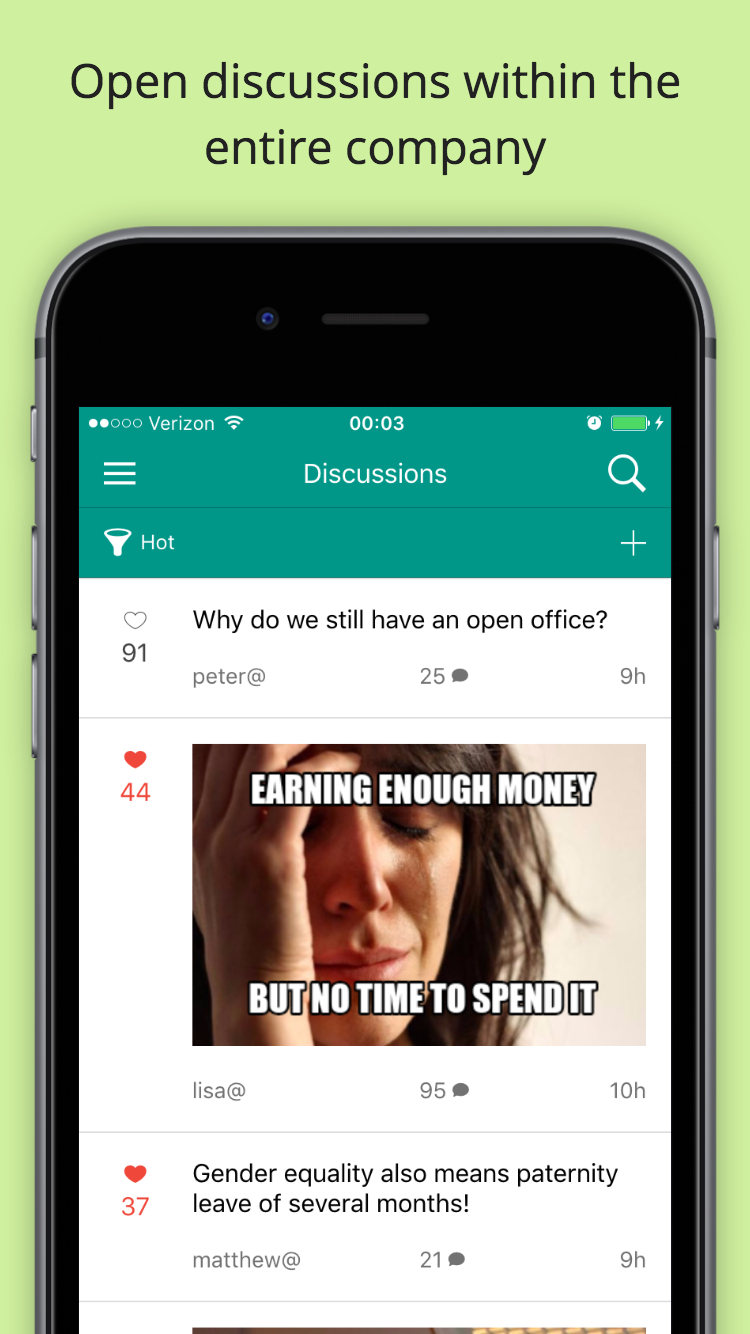 Open discussions within the
entire company
Verizon 00:03
Discussions
Hot
Why do we still have an open office?
91
peter@ 25 9h
44
EARNING ENOUGH MONEY
BUT NO TIME TO SPEND IT
lisa@ 95 10h
Gender equality also means paternity
37
leave of several months!
matthew@ 21 9h